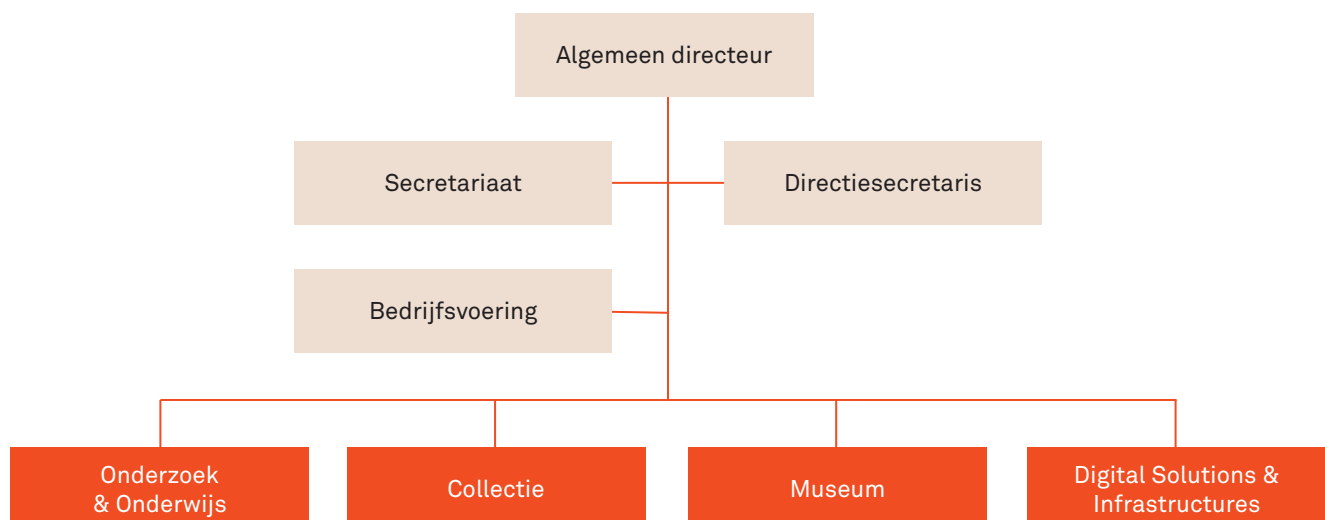 Algemeen directeur
Secretariaat
Directiesecretaris
Bedrijfsvoering
Onderzoek
& Onderwijs
Collectie
Museum
Digital Solutions &
Infrastructures